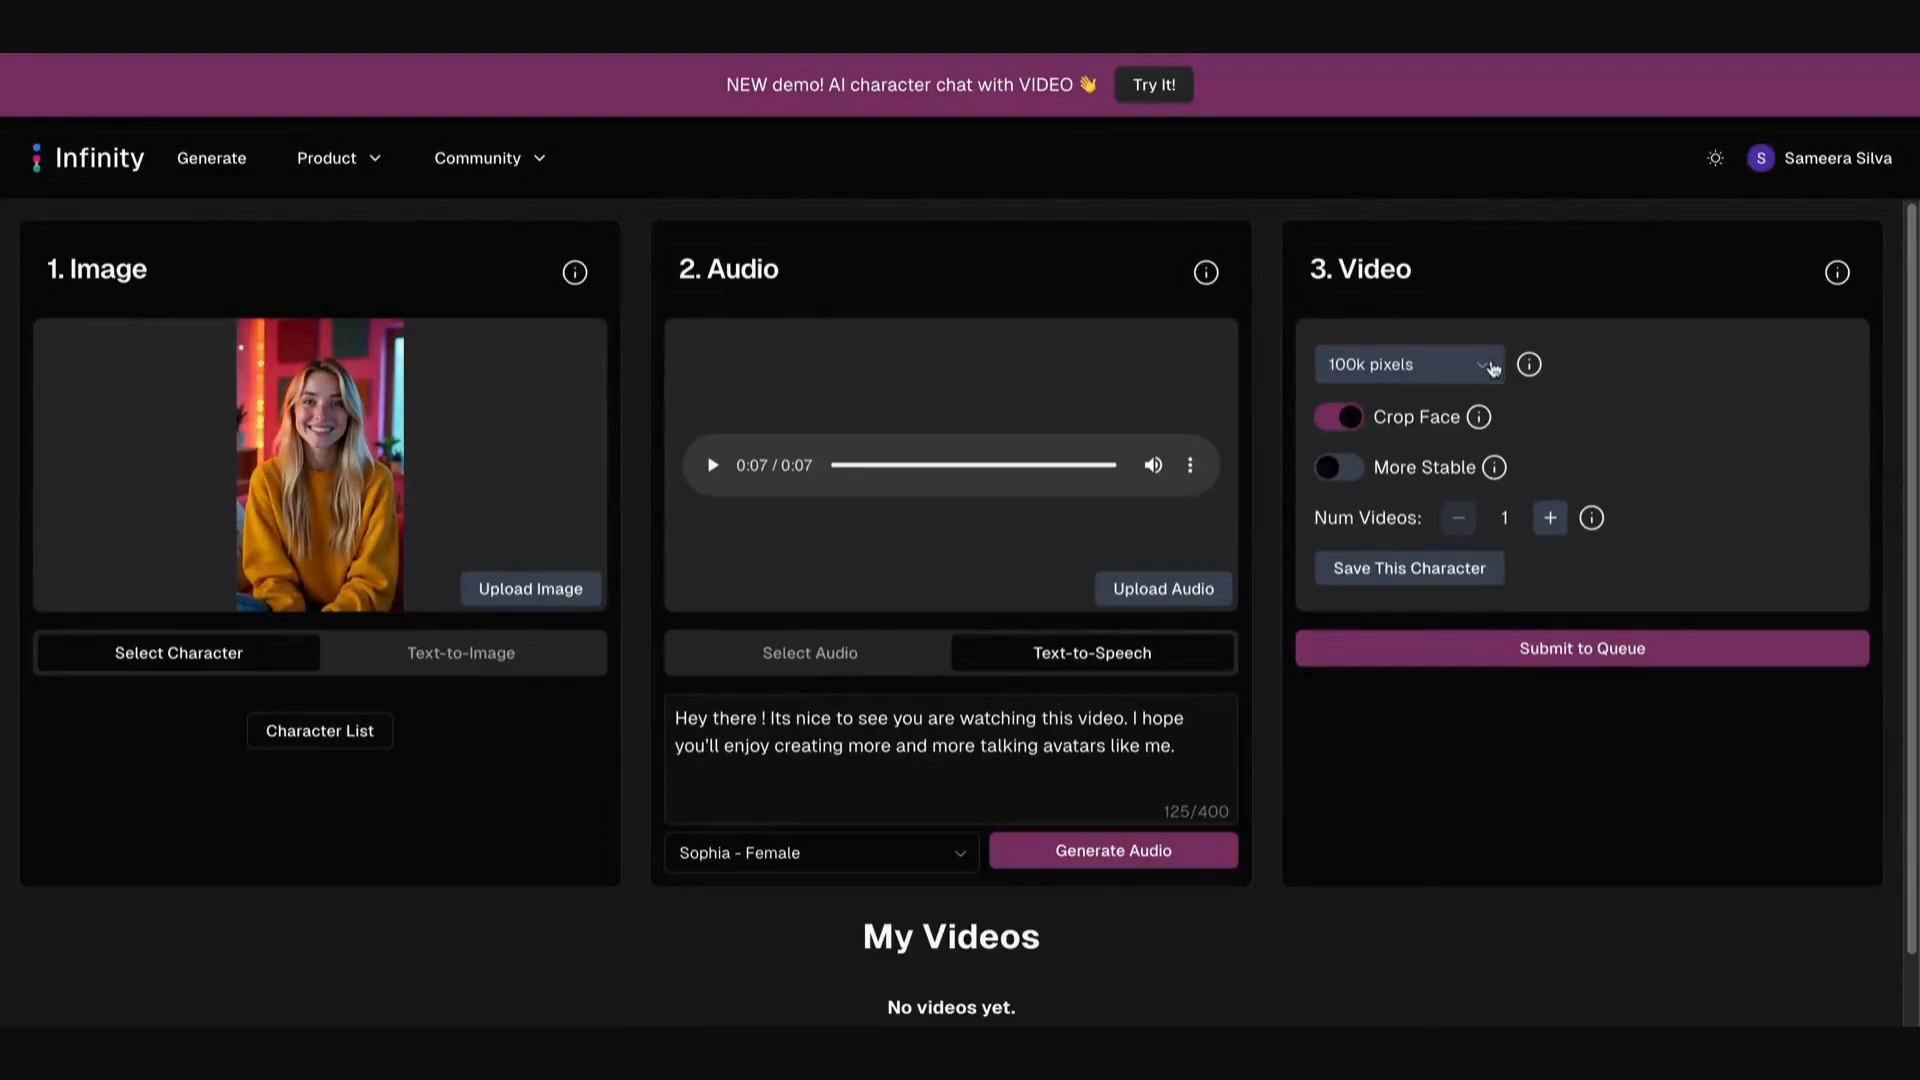 NEW demo! AI character chat with VIDEO 👋 Try It!
Infinity Generate Product Community S Sameera Silva
1. Image
Upload Image
Select Character Text-to-Image
Character List
2. Audio
0:07 / 0:07
Upload Audio
Select Audio Text-to-Speech
Hey there ! Its nice to see you are watching this video. I hope
you'll enjoy creating more and more talking avatars like me.
125/400
Sophia - Female Generate Audio
3. Video
100k pixels
Crop Face
More Stable
Num Videos: − 1 +
Save This Character
Submit to Queue
My Videos
No videos yet.